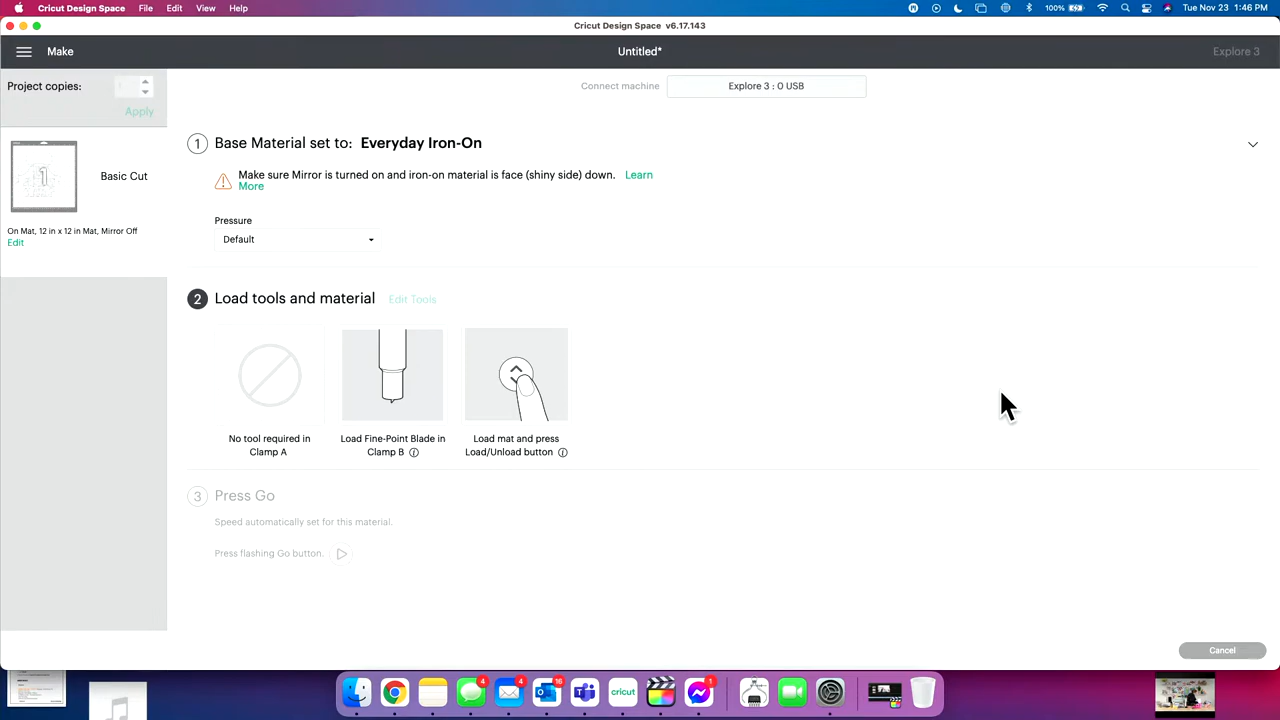 Cricut Design Space File Edit View Help 100% Tue Nov 23 1:46 PM
Cricut Design Space v6.17.143
Make Untitled* Explore 3
Project copies: Connect machine Explore 3 : 0 USB
Apply
1 Base Material set to: Everyday Iron-On
Make sure Mirror is turned on and iron-on material is face (shiny side) down. Learn
More
Basic Cut
On Mat, 12 in x 12 in Mat, Mirror Off
Edit
Pressure
Default
2 Load tools and material Edit Tools
No tool required in
Clamp A
Load Fine-Point Blade in
Clamp B
Load mat and press
Load/Unload button
3 Press Go
Speed automatically set for this material.
Press flashing Go button.
Cancel
4 4 16 cricut 1